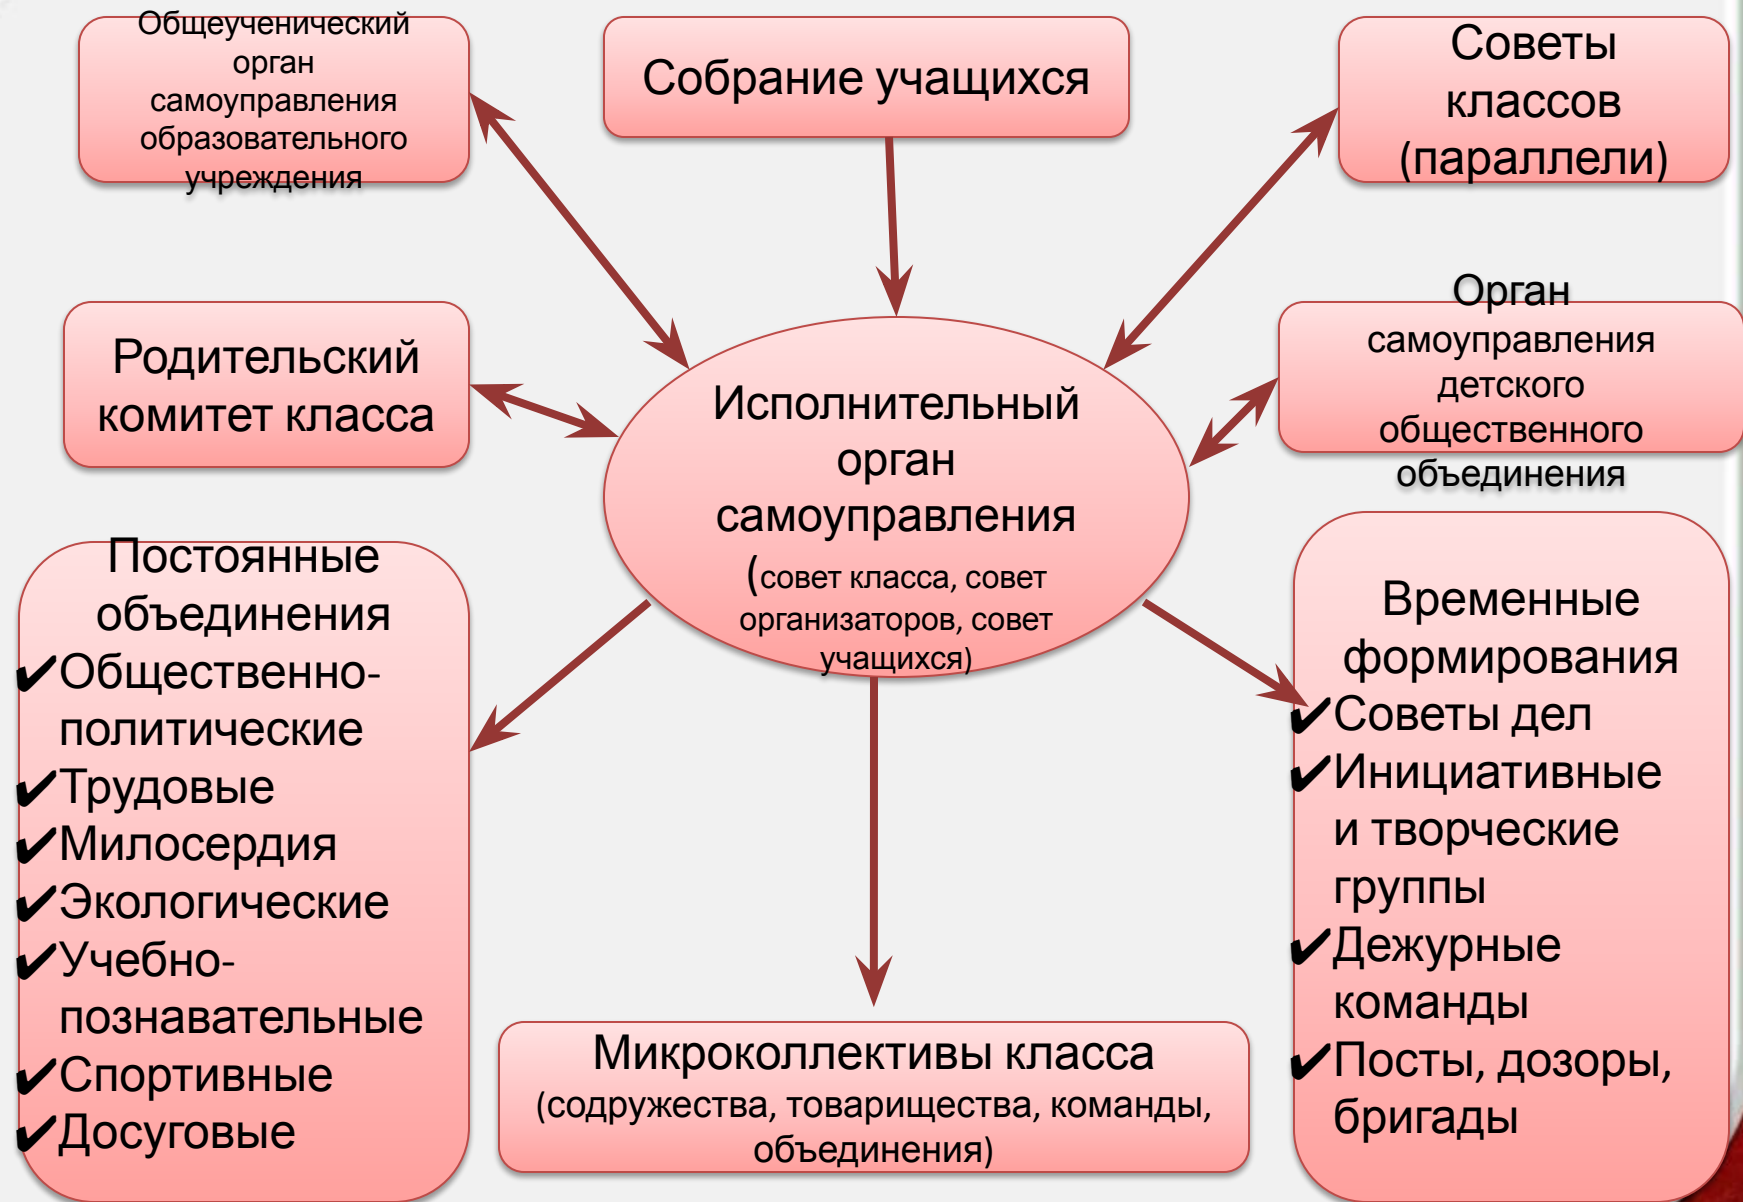 Общеученический
орган
самоуправления
образовательного
учреждения
Собрание учащихся
Советы
классов
(параллели)
Родительский
комитет класса
Исполнительный
орган
самоуправления
(совет класса, совет
организаторов, совет
учащихся)
Орган
самоуправления
детского
общественного
объединения
Постоянные
объединения
✔Общественно-
политические
✔Трудовые
✔Милосердия
✔Экологические
✔Учебно-
познавательные
✔Спортивные
✔Досуговые
Микроколлективы класса
(содружества, товарищества, команды,
объединения)
Временные
формирования
✔Советы дел
✔Инициативные
и творческие
группы
✔Дежурные
команды
✔Посты, дозоры,
бригады